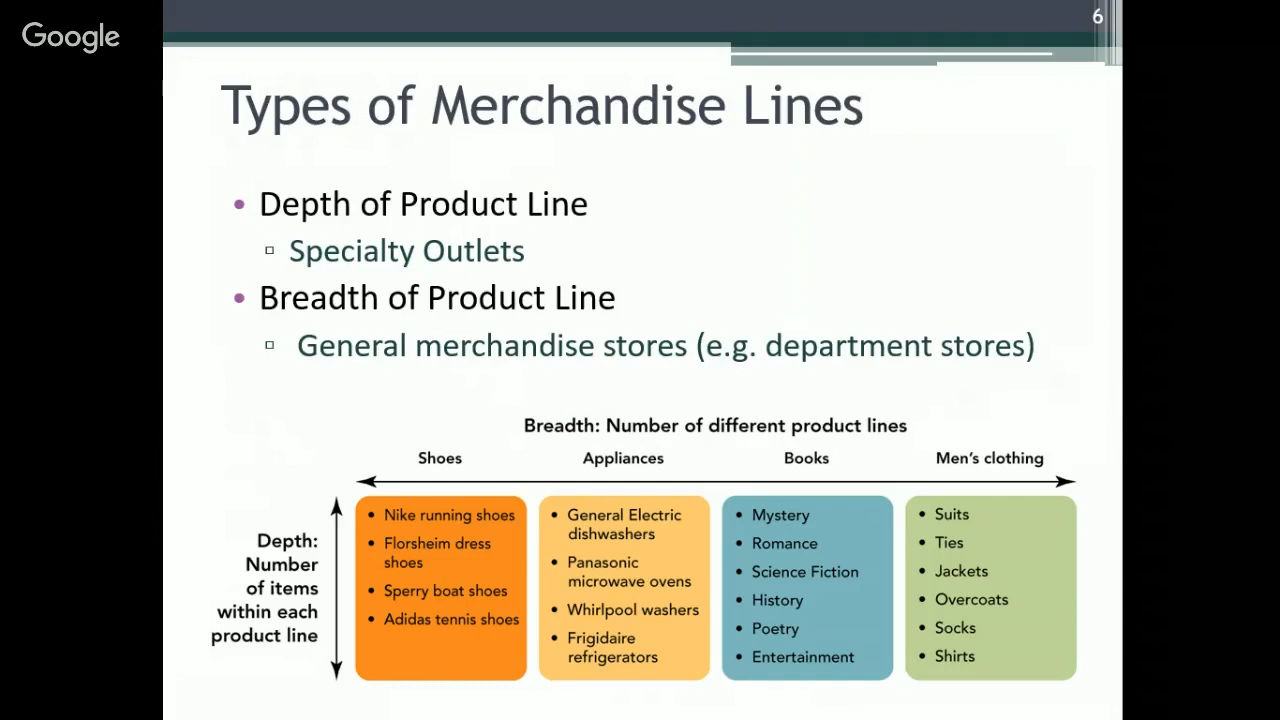 Google
6
Types of Merchandise Lines
• Depth of Product Line
▫ Specialty Outlets
• Breadth of Product Line
▫ General merchandise stores (e.g. department stores)
Breadth: Number of different product lines
Shoes Appliances Books Men's clothing
Depth:
Number
of items
within each
product line
• Nike running shoes
• Florsheim dress
shoes
• Sperry boat shoes
• Adidas tennis shoes
• General Electric
dishwashers
• Panasonic
microwave ovens
• Whirlpool washers
• Frigidaire
refrigerators
• Mystery
• Romance
• Science Fiction
• History
• Poetry
• Entertainment
• Suits
• Ties
• Jackets
• Overcoats
• Socks
• Shirts